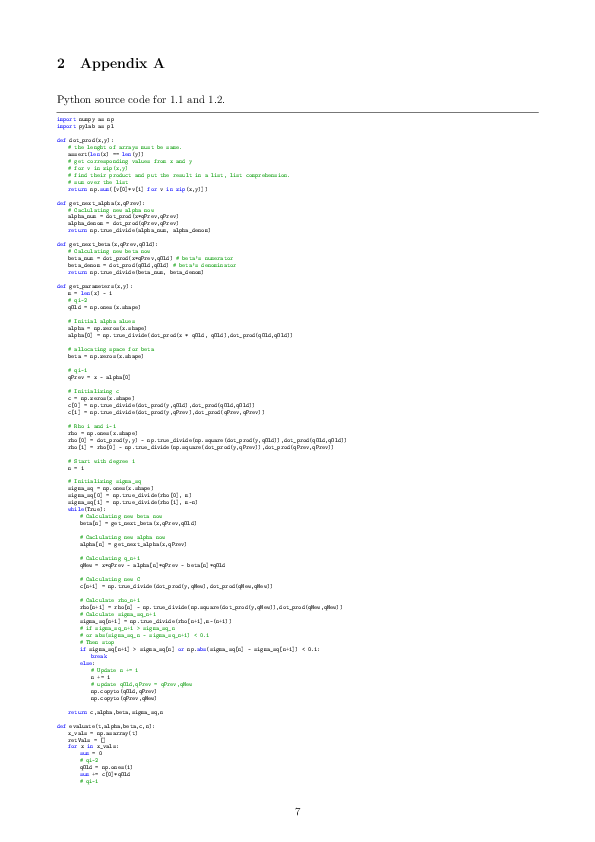 2 Appendix A
Python source code for 1.1 and 1.2.
import numpy as np
import pylab as pl
def dot_prod(x,y):
# the lenght of arrays must be same.
assert(len(x) == len(y))
# get corresponding values from x and y
# for v in zip(x,y)
# find their product and put the result in a list, list comprehension.
# sum over the list
return np.sum([v[0]*v[1] for v in zip(x,y)])
def get_next_alpha(x,qPrev):
# Caclulating new alpha now
alpha_num = dot_prod(x*qPrev,qPrev)
alpha_denom = dot_prod(qPrev,qPrev)
return np.true_divide(alpha_num, alpha_denom)
def get_next_beta(x,qPrev,qOld):
# Calculating new beta now
beta_num = dot_prod(x*qPrev,qOld) # beta's numerator
beta_denom = dot_prod(qOld,qOld) # beta's denominator
return np.true_divide(beta_num, beta_denom)
def get_parameters(x,y):
m = len(x) - 1
# qi-2
qOld = np.ones(x.shape)
# Initial alpha alues
alpha = np.zeros(x.shape)
alpha[0] = np.true_divide(dot_prod(x * qOld, qOld),dot_prod(qOld,qOld))
# allocating space for beta
beta = np.zeros(x.shape)
# qi-1
qPrev = x - alpha[0]
# Initializing c
c = np.zeros(x.shape)
c[0] = np.true_divide(dot_prod(y,qOld),dot_prod(qOld,qOld))
c[1] = np.true_divide(dot_prod(y,qPrev),dot_prod(qPrev,qPrev))
# Rho i and i-1
rho = np.ones(x.shape)
rho[0] = dot_prod(y,y) - np.true_divide(np.square(dot_prod(y,qOld)),dot_prod(qOld,qOld))
rho[1] = rho[0] - np.true_divide(np.square(dot_prod(y,qPrev)),dot_prod(qPrev,qPrev))
# Start with degree 1
n = 1
# Initializing sigma_sq
sigma_sq = np.ones(x.shape)
sigma_sq[0] = np.true_divide(rho[0], m)
sigma_sq[1] = np.true_divide(rho[1], m-n)
while(True):
# Calculating new beta now
beta[n] = get_next_beta(x,qPrev,qOld)
# Caclulating new alpha now
alpha[n] = get_next_alpha(x,qPrev)
# Calculating q_n+1
qNew = x*qPrev - alpha[n]*qPrev - beta[n]*qOld
# Calculating new C
c[n+1] = np.true_divide(dot_prod(y,qNew),dot_prod(qNew,qNew))
# Calculate rho_n+1
rho[n+1] = rho[n] - np.true_divide(np.square(dot_prod(y,qNew)),dot_prod(qNew,qNew))
# Calculate sigma_sq_n+1
sigma_sq[n+1] = np.true_divide(rho[n+1],m-(n+1))
# if sigma_sq_n+1 > sigma_sq_n
# or abs(sigma_sq_n - sigma_sq_n+1) < 0.1
# Then stop
if sigma_sq[n+1] > sigma_sq[n] or np.abs(sigma_sq[n] - sigma_sq[n+1]) < 0.1:
break
else:
# Update n += 1
n += 1
# update qOld,qPrev = qPrev,qNew
np.copyto(qOld,qPrev)
np.copyto(qPrev,qNew)
return c,alpha,beta,sigma_sq,n
def evaluate(t,alpha,beta,c,n):
x_vals = np.asarray(t)
retVals = []
for x in x_vals:
sum = 0
# qi-2
qOld = np.ones(1)
sum += c[0]*qOld
# qi-1
7